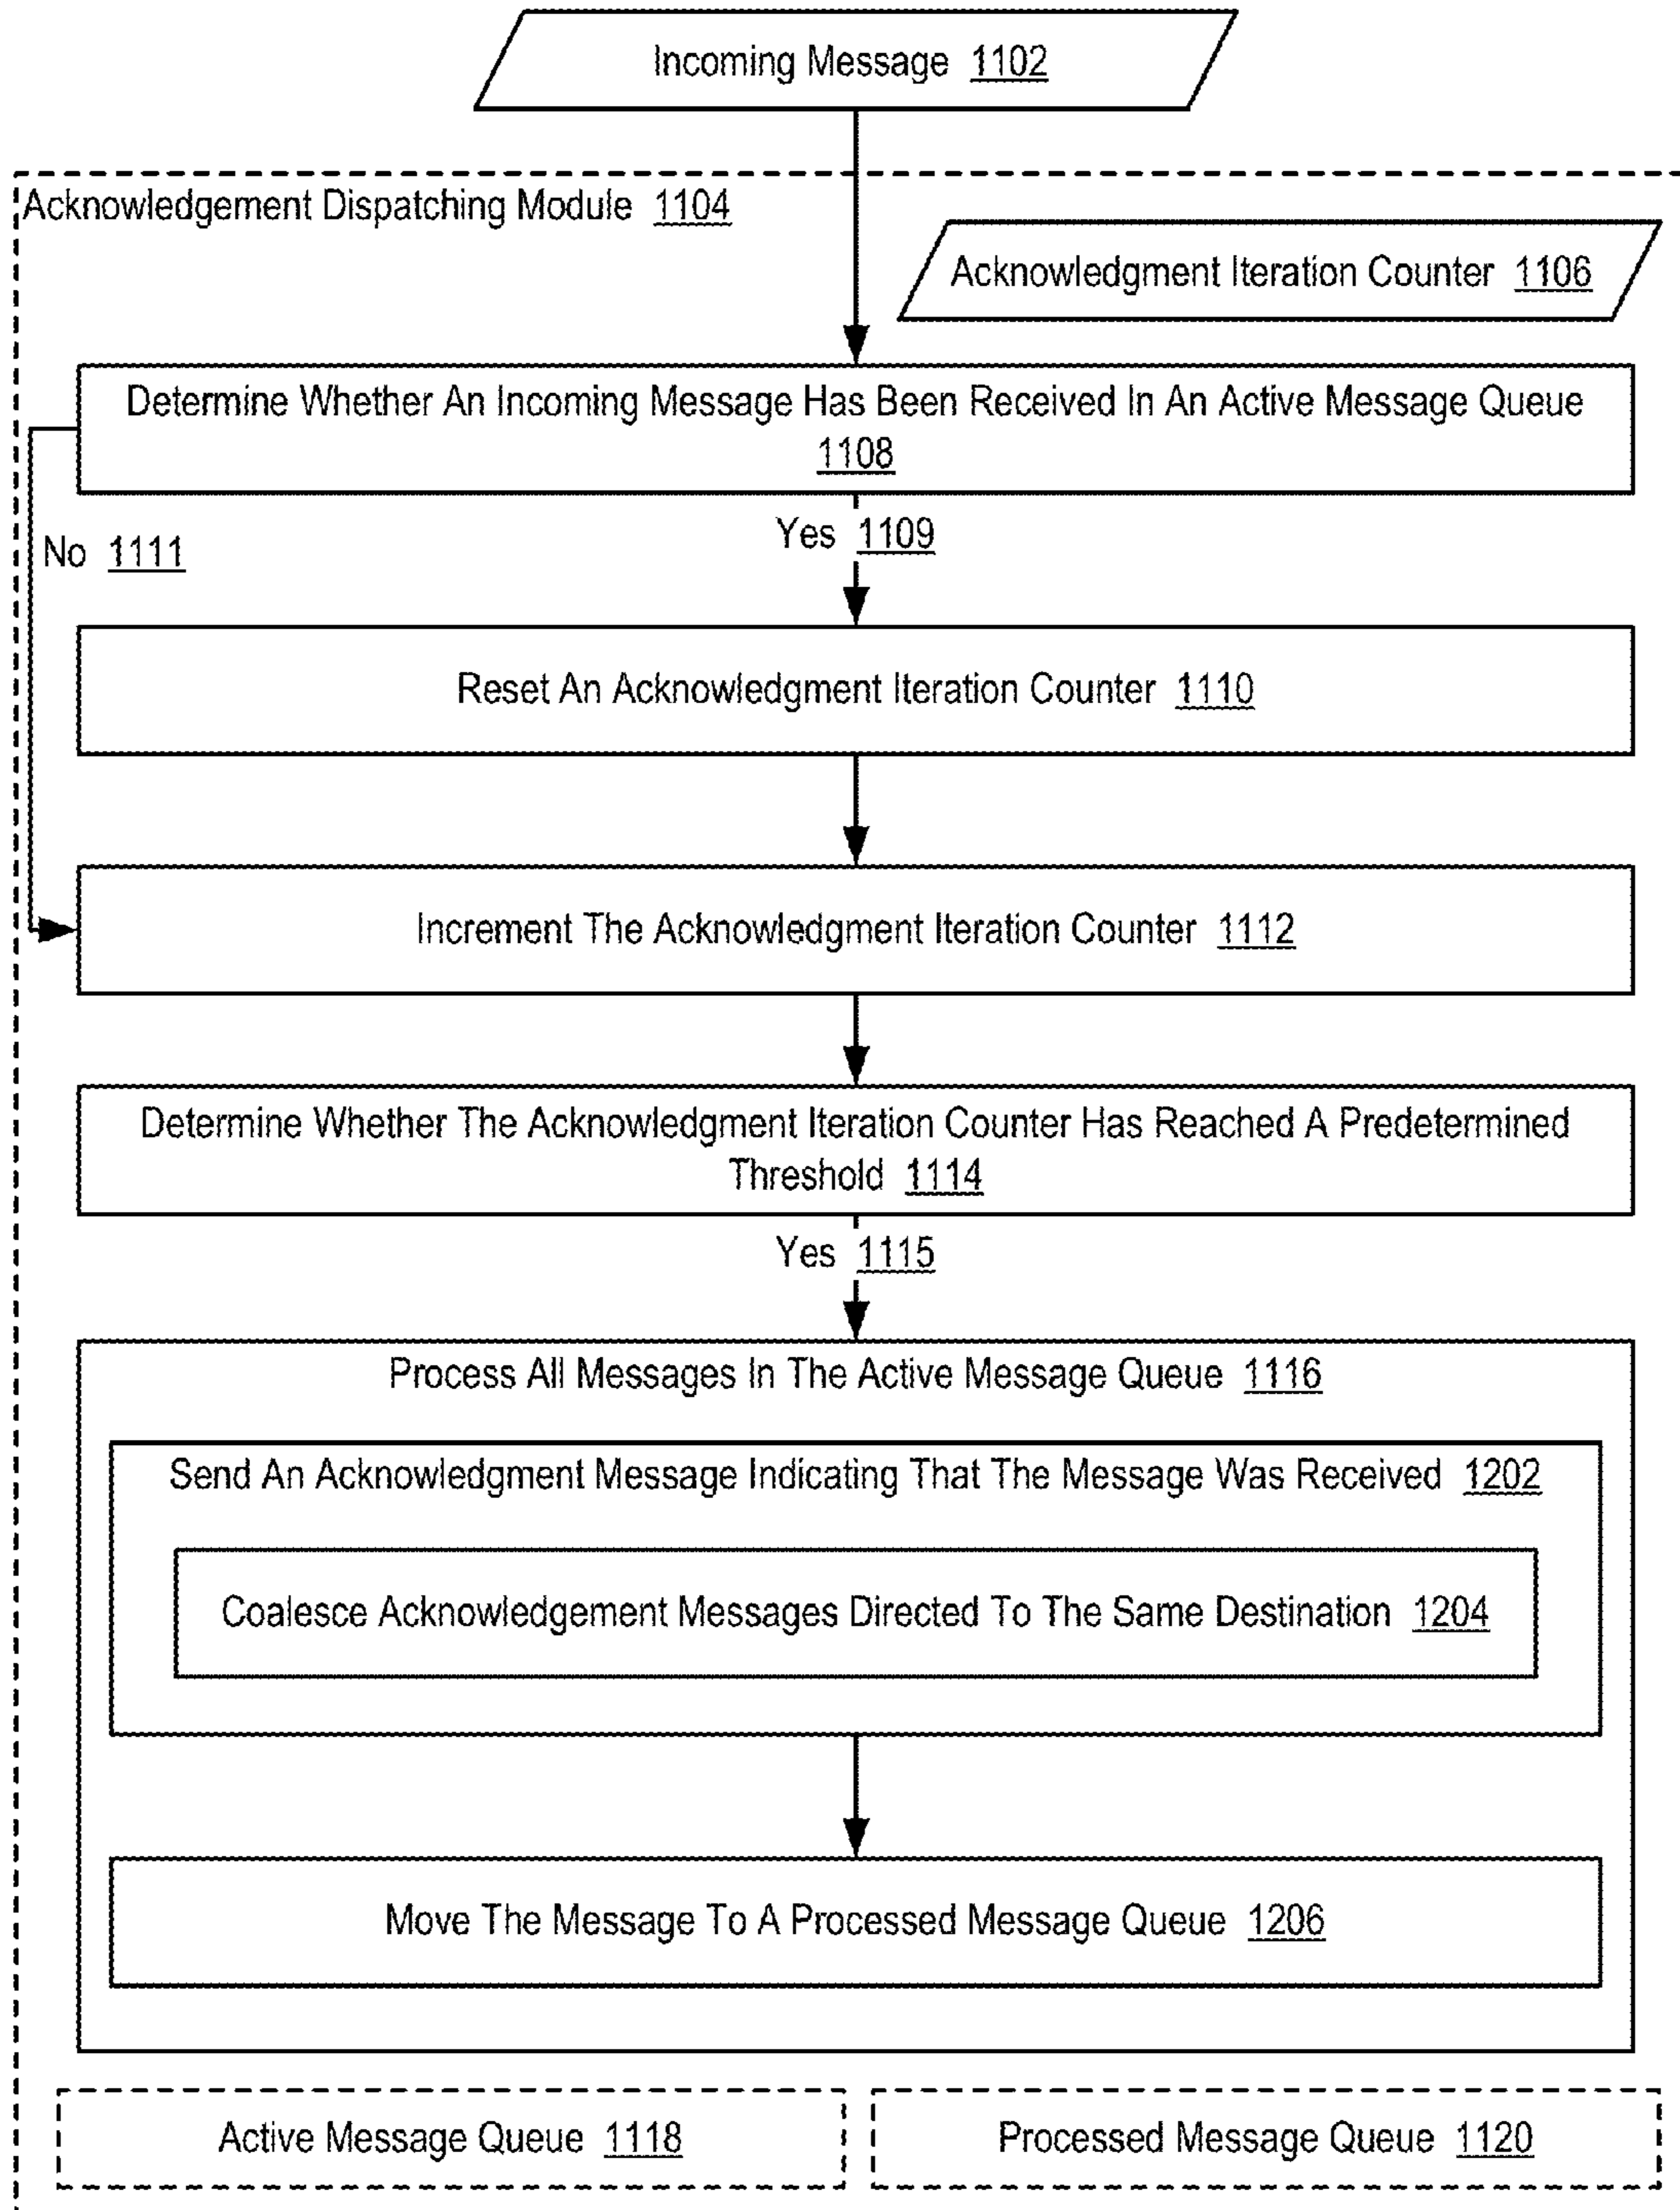 Incoming Message 1102
Acknowledgement Dispatching Module 1104
Acknowledgment Iteration Counter 1106
Determine Whether An Incoming Message Has Been Received In An Active Message Queue
1108
Yes 1109
No 1111
Reset An Acknowledgment Iteration Counter 1110
Increment The Acknowledgment Iteration Counter 1112
Determine Whether The Acknowledgment Iteration Counter Has Reached A Predetermined
Threshold 1114
Yes 1115
Process All Messages In The Active Message Queue 1116
Send An Acknowledgment Message Indicating That The Message Was Received 1202
Coalesce Acknowledgement Messages Directed To The Same Destination 1204
Move The Message To A Processed Message Queue 1206
Active Message Queue 1118
Processed Message Queue 1120